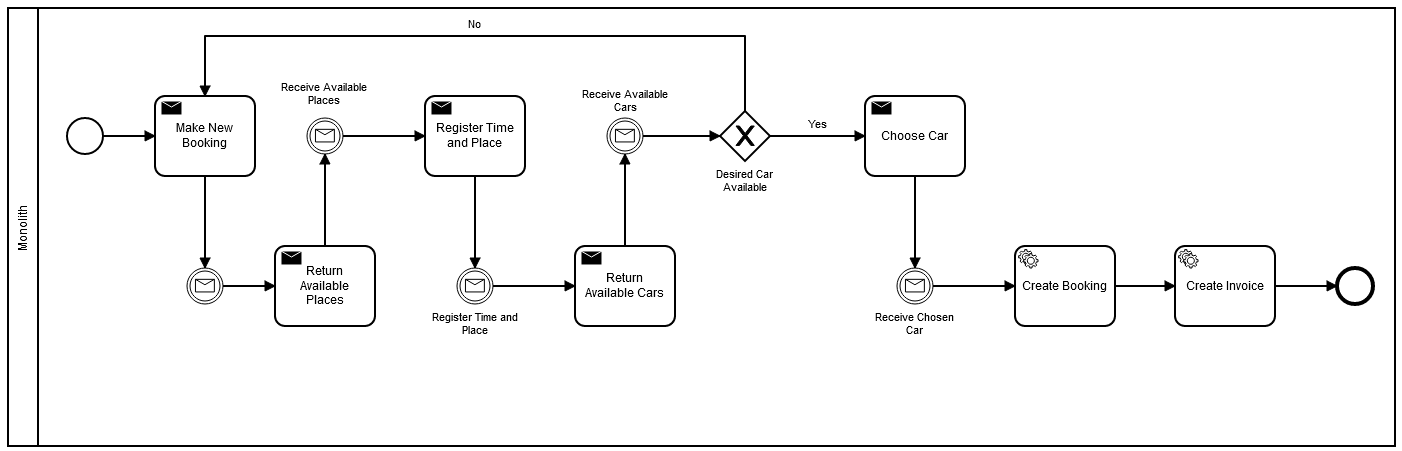 No
Receive Available
Places
Receive Available
Cars
Make New
Booking
Register Time
and Place
Yes
Choose Car
Desired Car
Available
Monolith
Return
Available
Places
Register Time and
Place
Return
Available Cars
Receive Chosen
Car
Create Booking
Create Invoice